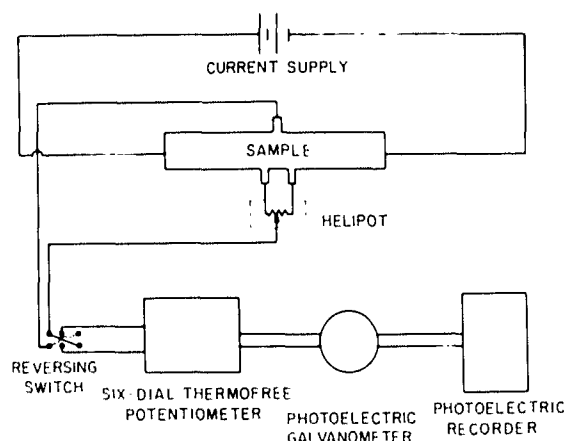 CURRENT SUPPLY
SAMPLE
HELIPOT
REVERSING
SWITCH
SIX-DIAL THERMOFREE
POTENTIOMETER
PHOTOELECTRIC
GALVANOMETER
PHOTOELECTRIC
RECORDER